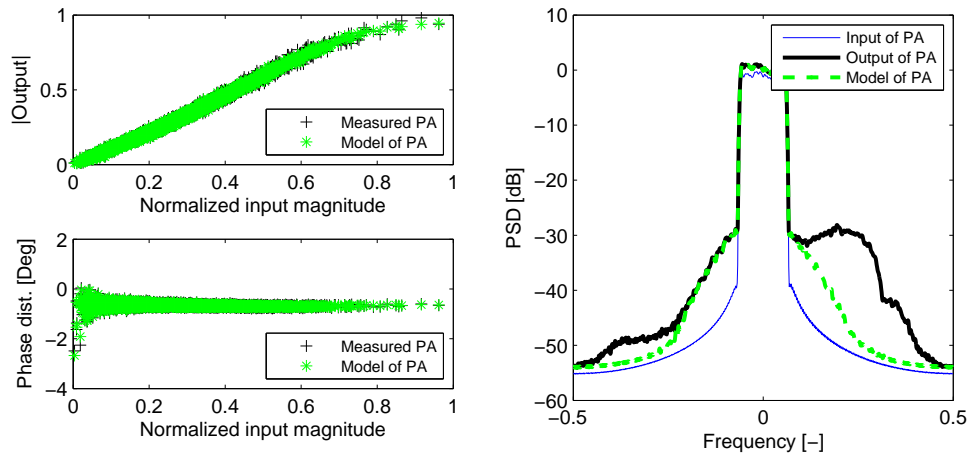 1
0.5
0
|Output|
0
0.2
0.4
0.6
0.8
1
Normalized input magnitude
Measured PA
Model of PA
2
0
−2
−4
Phase dist. [Deg]
0
0.2
0.4
0.6
0.8
1
Normalized input magnitude
Measured PA
Model of PA
10
0
−10
−20
−30
−40
−50
−60
PSD [dB]
−0.5
0
0.5
Frequency [−]
Input of PA
Output of PA
Model of PA